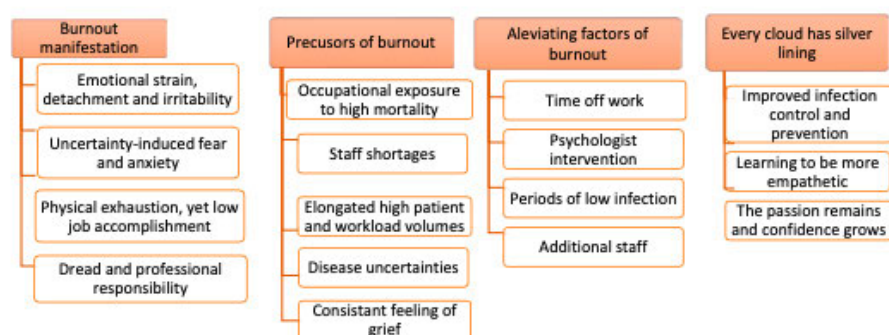 Burnout
manifestation
Emotional strain,
detachment and irritability
Uncertainty-induced fear
and anxiety
Physical exhaustion, yet low
job accomplishment
Dread and professional
responsibility
Precusors of burnout
Occupational exposure
to high mortality
Staff shortages
Elongated high patient
and workload volumes
Disease uncertainties
Consistant feeling of
grief
Aleviating factors of
burnout
Time off work
Psychologist
intervention
Periods of low infection
Additional staff
Every cloud has silver
lining
Improved infection
control and
prevention
Learning to be more
empathetic
The passion remains
and confidence grows